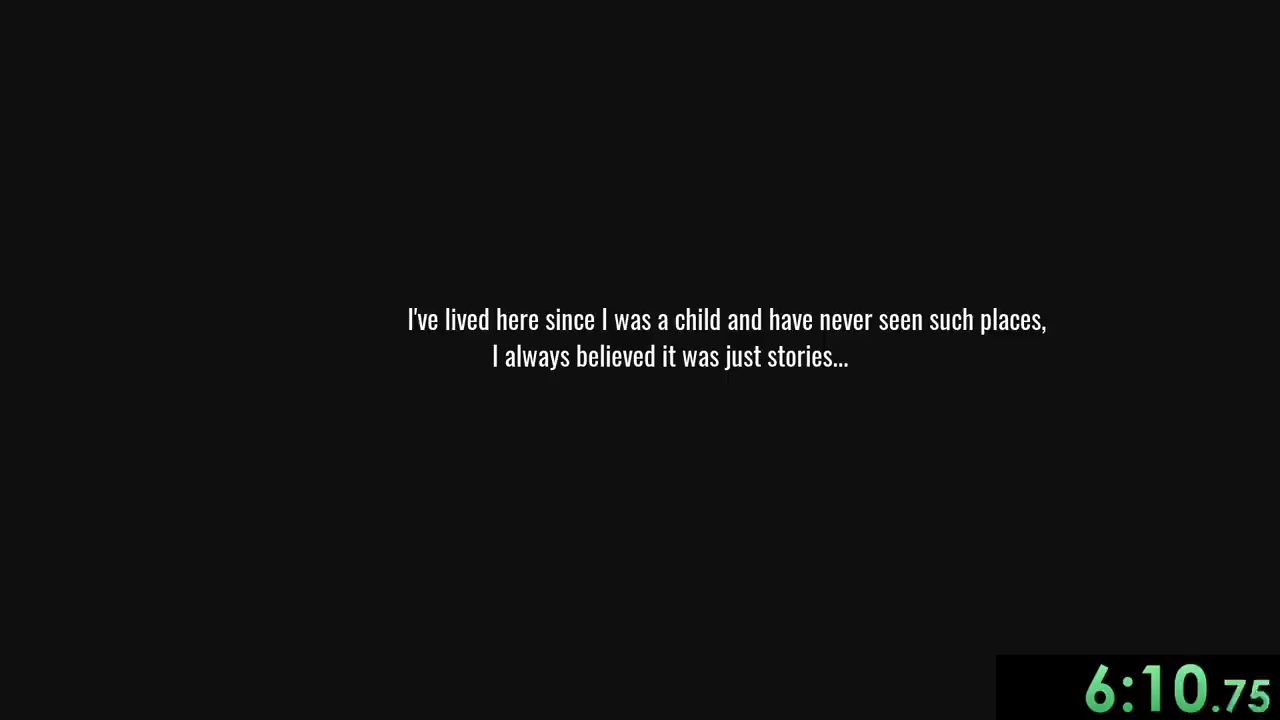 I've lived here since I was a child and have never seen such places,
I always believed it was just stories...
6:10.75